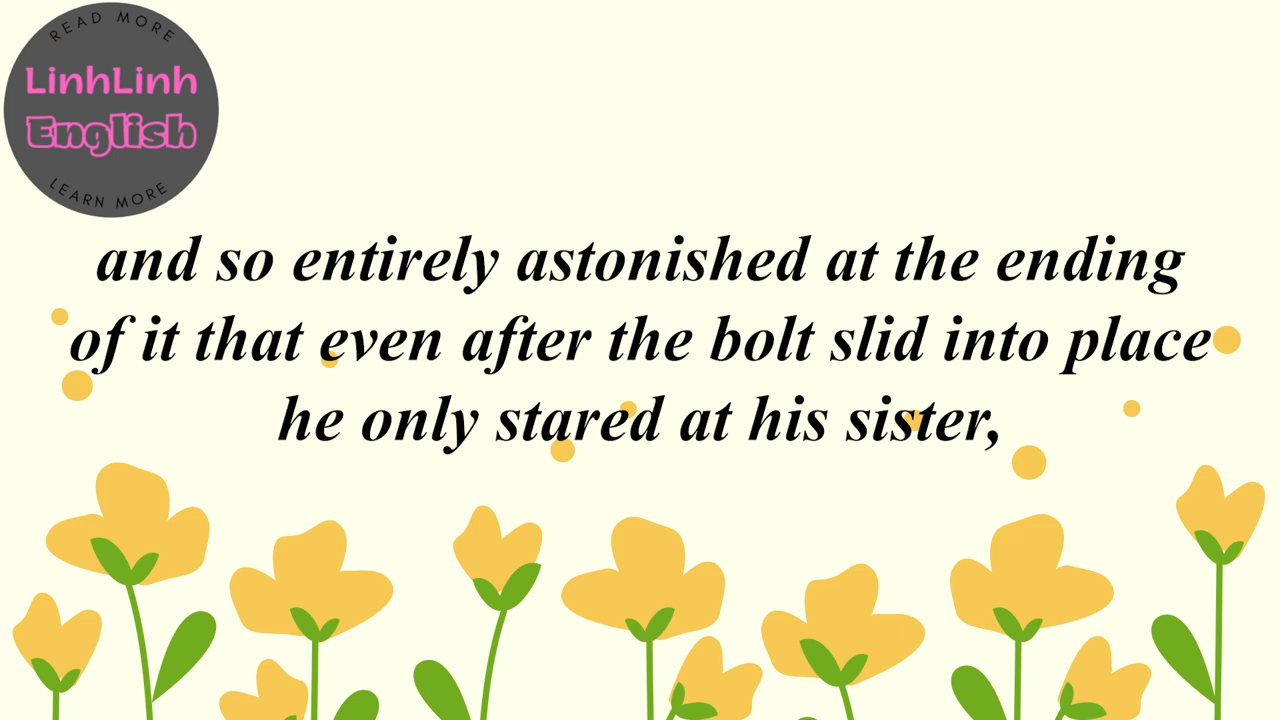 READ MORE
LinhLinh
English
LEARN MORE
and so entirely astonished at the ending
of it that even after the bolt slid into place
he only stared at his sister,